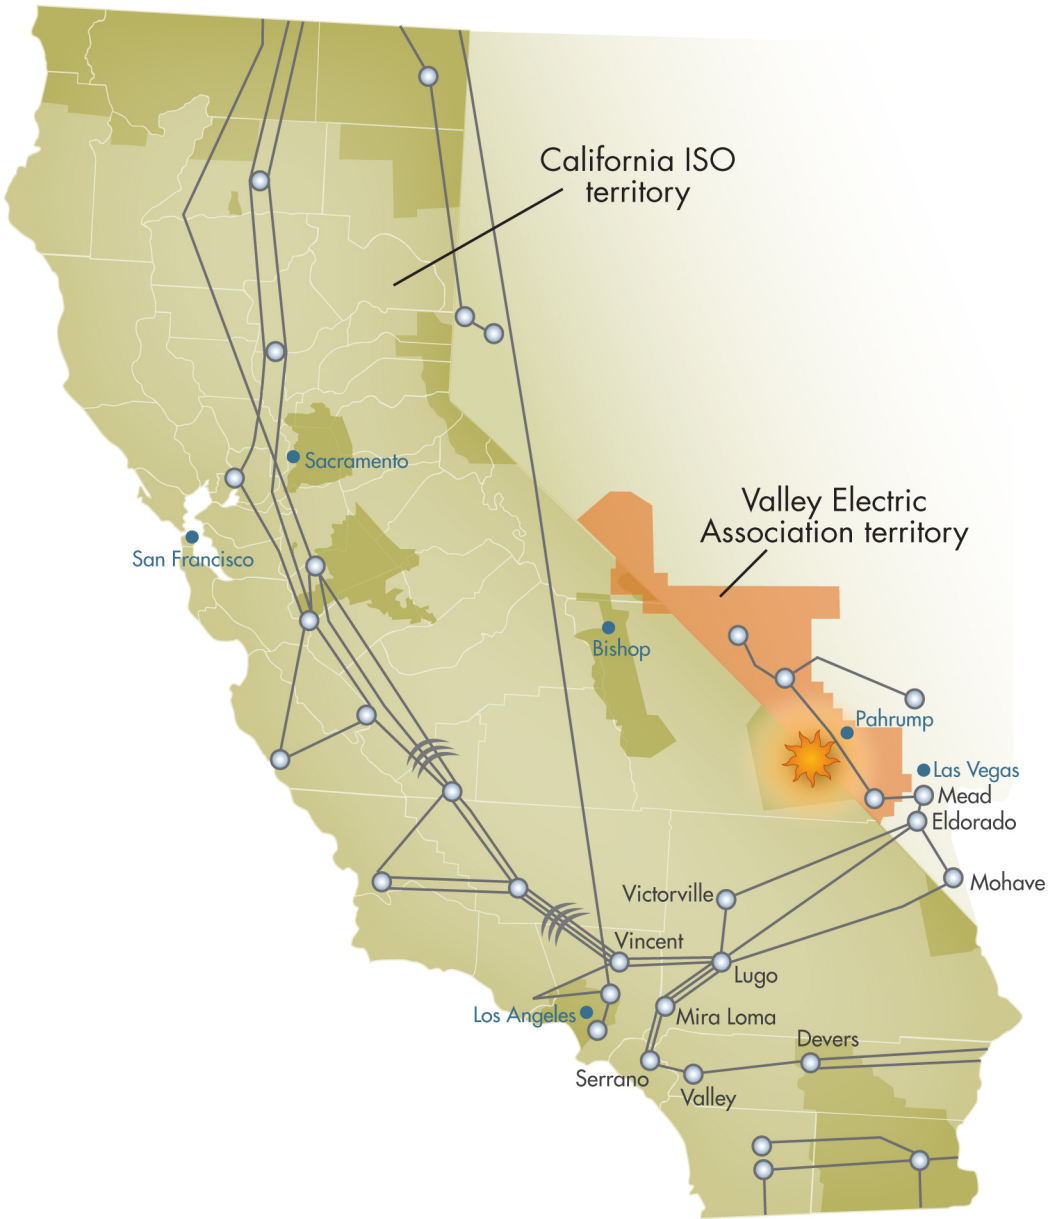 California ISO
territory
Sacramento
Valley Electric
Association territory
San Francisco
Bishop
Pahrump
Las Vegas
Mead
Eldorado
Mohave
Victorville
Vincent
Lugo
Los Angeles
Mira Loma
Devers
Serrano
Valley